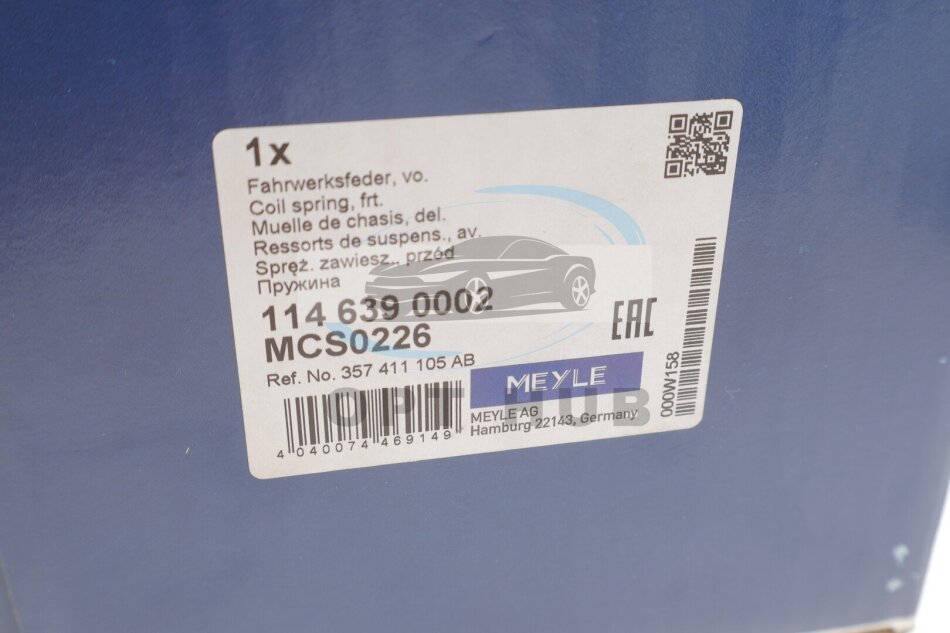 1x
Fahrwerksfeder, vo.
Coil spring, frt.
Muelle de chasis, del.
Ressorts de suspens., av.
Spręż. zawiesz., przód
Пружина
114 639 0002
MCS0226
Ref. No. 357 411 105 AB
EAC
MEYLE
MEYLE AG
Hamburg 22143, Germany
4 040074 469149
000W158
OPT HUB